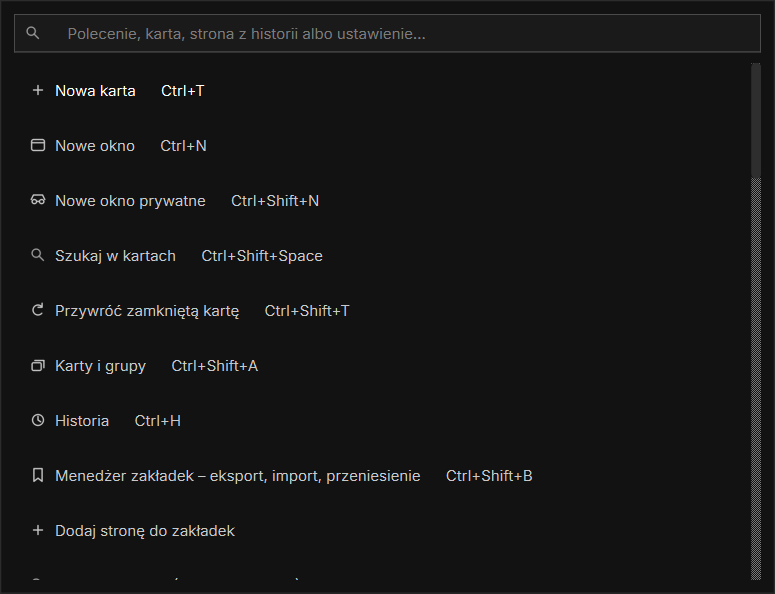 Polecenie, karta, strona z historii albo ustawienie...
Nowa karta Ctrl+T
Nowe okno Ctrl+N
Nowe okno prywatne Ctrl+Shift+N
Szukaj w kartach Ctrl+Shift+Space
Przywróć zamkniętą kartę Ctrl+Shift+T
Karty i grupy Ctrl+Shift+A
Historia Ctrl+H
Menedżer zakładek – eksport, import, przeniesienie Ctrl+Shift+B
Dodaj stronę do zakładek